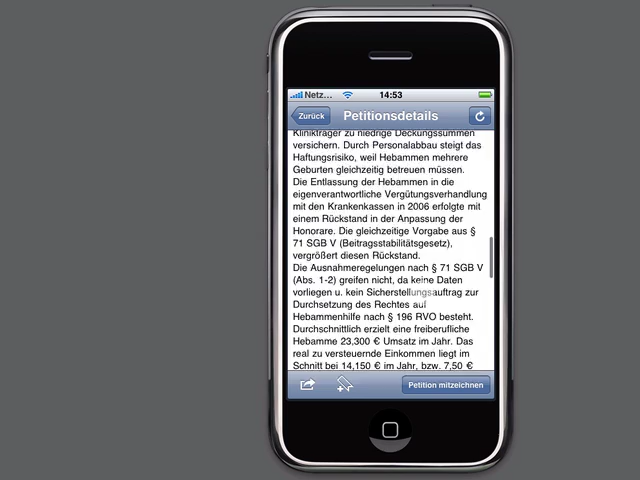 Netz...
14:53
Zurück
Petitionsdetails
Klinikträger zu niedrige Deckungssummen
versichern. Durch Personalabbau steigt das
Haftungsrisiko, weil Hebammen mehrere
Geburten gleichzeitig betreuen müssen.
Die Entlassung der Hebammen in die
eigenverantwortliche Vergütungsverhandlung
mit den Krankenkassen in 2006 erfolgte mit
einem Rückstand in der Anpassung der
Honorare. Die gleichzeitige Vorgabe aus §
71 SGB V (Beitragsstabilitätsgesetz),
vergrößert diesen Rückstand.
Die Ausnahmeregelungen nach § 71 SGB V
(Abs. 1-2) greifen nicht, da keine Daten
vorliegen u. kein Sicherstellungsauftrag zur
Durchsetzung des Rechtes auf
Hebammenhilfe nach § 196 RVO besteht.
Durchschnittlich erzielt eine freiberufliche
Hebamme 23,300 € Umsatz im Jahr. Das
real zu versteuernde Einkommen liegt im
Schnitt bei 14,150 € im Jahr, bzw. 7,50 €
Petition mitzeichnen